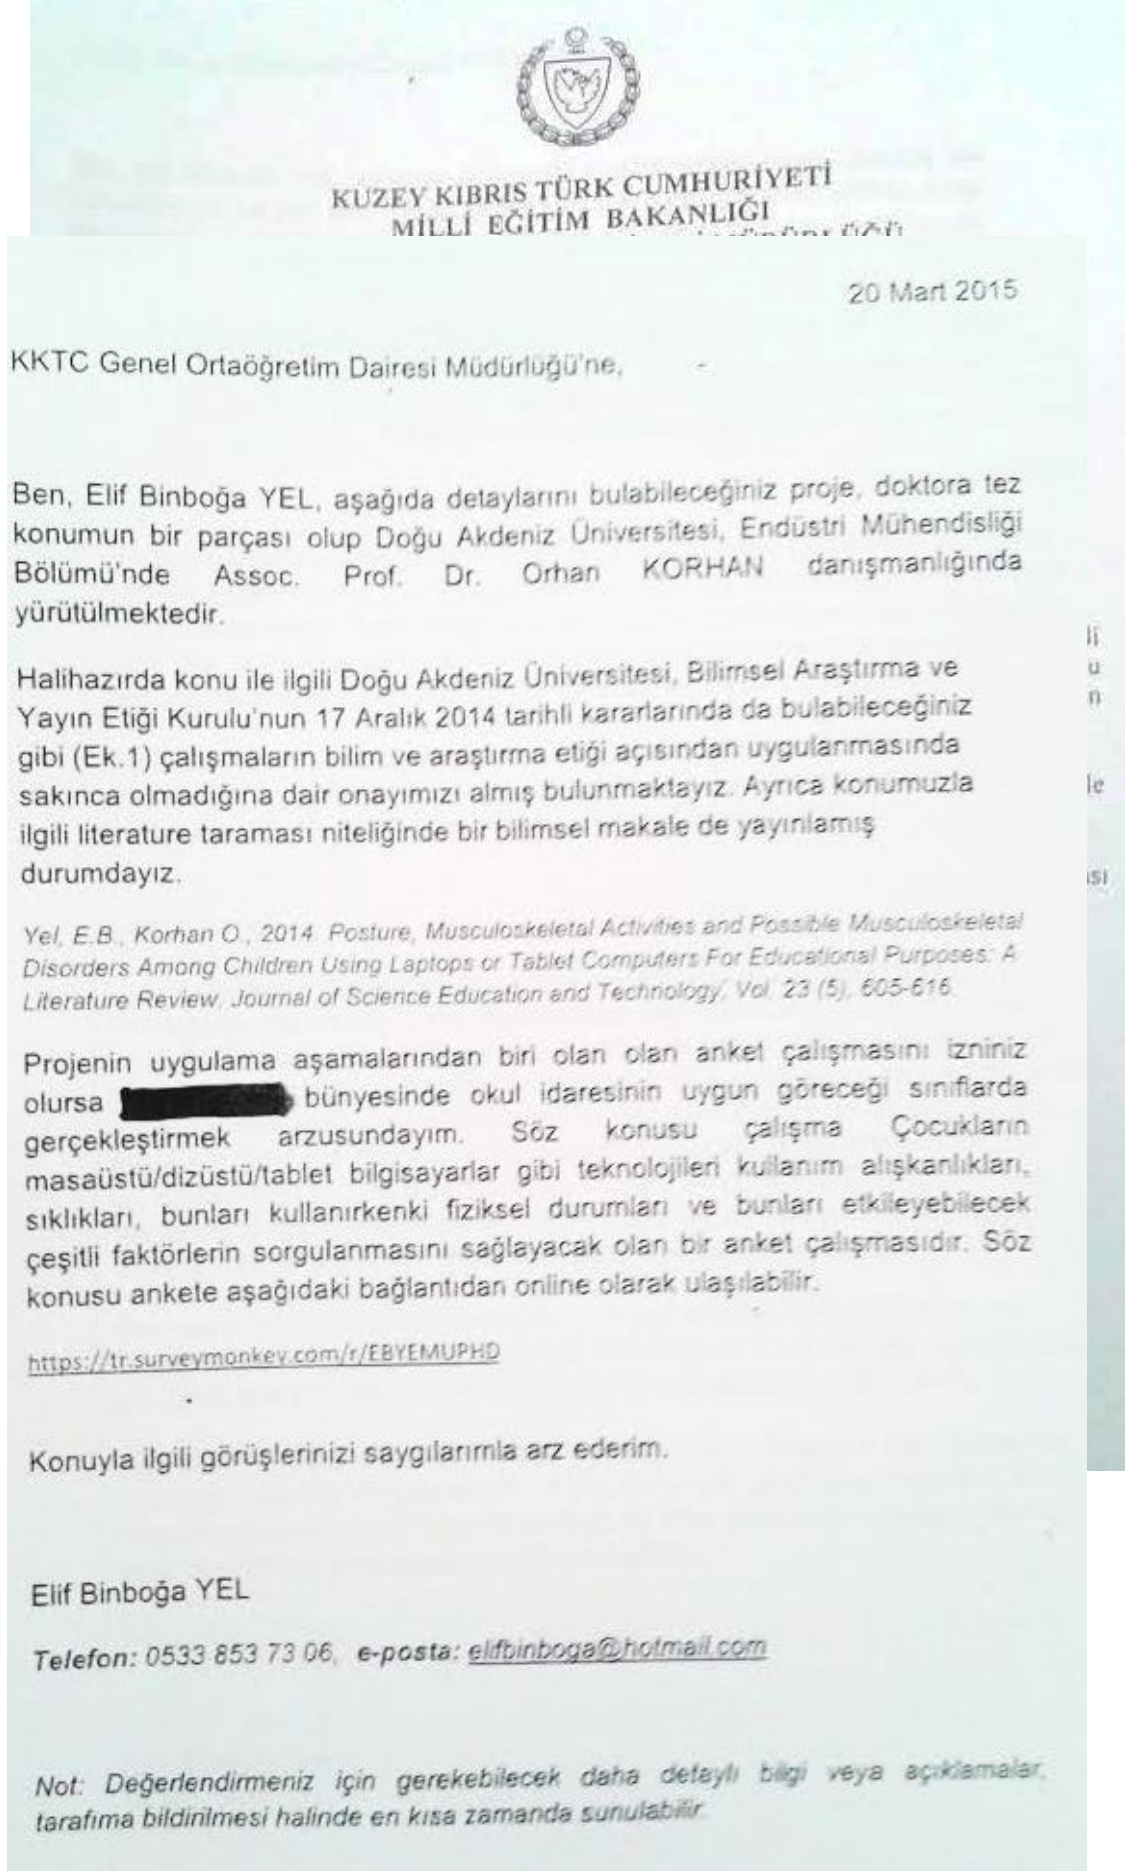 KUZEY KIBRIS TÜRK CUMHURİYETİ
MİLLİ EĞİTİM BAKANLIĞI
20 Mart 2015
KKTC Genel Ortaöğretim Dairesi Müdürlüğü'ne,
Ben, Elif Binboğa YEL, aşağıda detaylarını bulabileceğiniz proje, doktora tez
konumun bir parçası olup Doğu Akdeniz Üniversitesi, Endüstri Mühendisliği
Bölümü'nde Assoc. Prof. Dr. Orhan KORHAN danışmanlığında
yürütülmektedir.
Halihazırda konu ile ilgili Doğu Akdeniz Üniversitesi, Bilimsel Araştırma ve
Yayın Etiği Kurulu'nun 17 Aralık 2014 tarihli kararlarında da bulabileceğiniz
gibi (Ek.1) çalışmaların bilim ve araştırma etiği açısından uygulanmasında
sakınca olmadığına dair onayımızı almış bulunmaktayız. Ayrıca konumuzla
ilgili literature taraması niteliğinde bir bilimsel makale de yayınlamış
durumdayız.
Yel, E.B., Korhan O., 2014. Posture, Musculoskeletal Activities and Possible Musculoskeletal
Disorders Among Children Using Laptops or Tablet Computers For Educational Purposes: A
Literature Review, Journal of Science Education and Technology, Vol. 23 (5), 605-616.
Projenin uygulama aşamalarından biri olan olan anket çalışmasını izniniz
olursa bünyesinde okul idaresinin uygun göreceği sınıflarda
gerçekleştirmek arzusundayım. Söz konusu çalışma Çocukların
masaüstü/dizüstü/tablet bilgisayarlar gibi teknolojileri kullanım alışkanlıkları,
sıklıkları, bunları kullanırkenki fiziksel durumları ve bunları etkileyebilecek
çeşitli faktörlerin sorgulanmasını sağlayacak olan bir anket çalışmasıdır. Söz
konusu ankete aşağıdaki bağlantıdan online olarak ulaşılabilir.
https://tr.surveymonkey.com/r/EBYEMUPHD
Konuyla ilgili görüşlerinizi saygılarımla arz ederim.
Elif Binboğa YEL
Telefon: 0533 853 73 06, e-posta: elifbinboga@hotmail.com
Not: Değerlendirmeniz için gerekebilecek daha detaylı bilgi veya açıklamalar,
tarafıma bildirilmesi halinde en kısa zamanda sunulabilir.